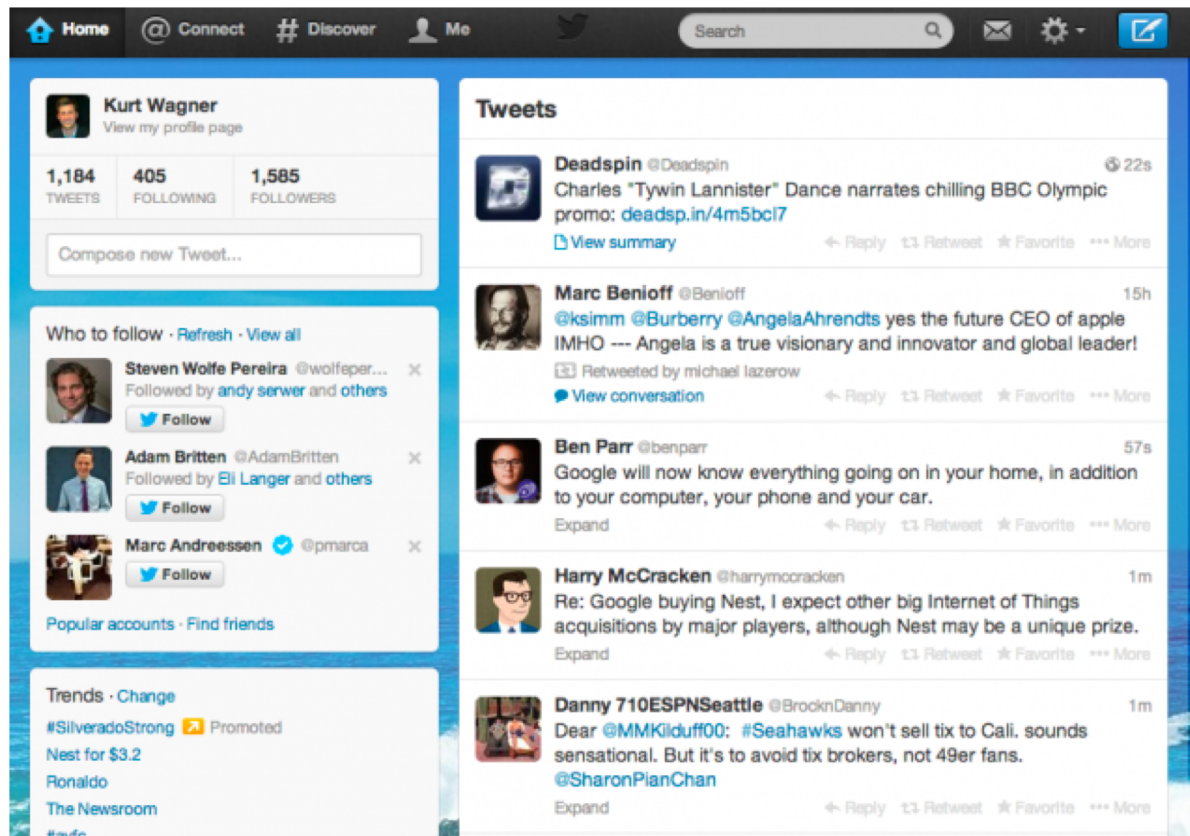 Home
Connect
Discover
Me
Search
Kurt Wagner
View my profile page
1,184
TWEETS
405
FOLLOWING
1,585
FOLLOWERS
Compose new Tweet...
Who to follow · Refresh · View all
Steven Wolfe Pereira @wolfeper...
Followed by andy serwer and others
Follow
Adam Britten @AdamBritten
Followed by Eli Langer and others
Follow
Marc Andreessen @pmarca
Follow
Popular accounts · Find friends
Trends · Change
#SilveradoStrong Promoted
Nest for $3.2
Ronaldo
The Newsroom
#avfc
Tweets
Deadspin @Deadspin 22s
Charles "Tywin Lannister" Dance narrates chilling BBC Olympic
promo: deadsp.in/4m5bcl7
View summary Reply Retweet Favorite More
Marc Benioff @Benioff 15h
@ksimm @Burberry @AngelaAhrendts yes the future CEO of apple
IMHO --- Angela is a true visionary and innovator and global leader!
Retweeted by michael lazerow
View conversation Reply Retweet Favorite More
Ben Parr @benparr 57s
Google will now know everything going on in your home, in addition
to your computer, your phone and your car.
Expand Reply Retweet Favorite More
Harry McCracken @harrymccracken 1m
Re: Google buying Nest, I expect other big Internet of Things
acquisitions by major players, although Nest may be a unique prize.
Expand Reply Retweet Favorite More
Danny 710ESPNSeattle @BrocknDanny 1m
Dear @MMKilduff00: #Seahawks won't sell tix to Cali. sounds
sensational. But it's to avoid tix brokers, not 49er fans.
@SharonPianChan
Expand Reply Retweet Favorite More